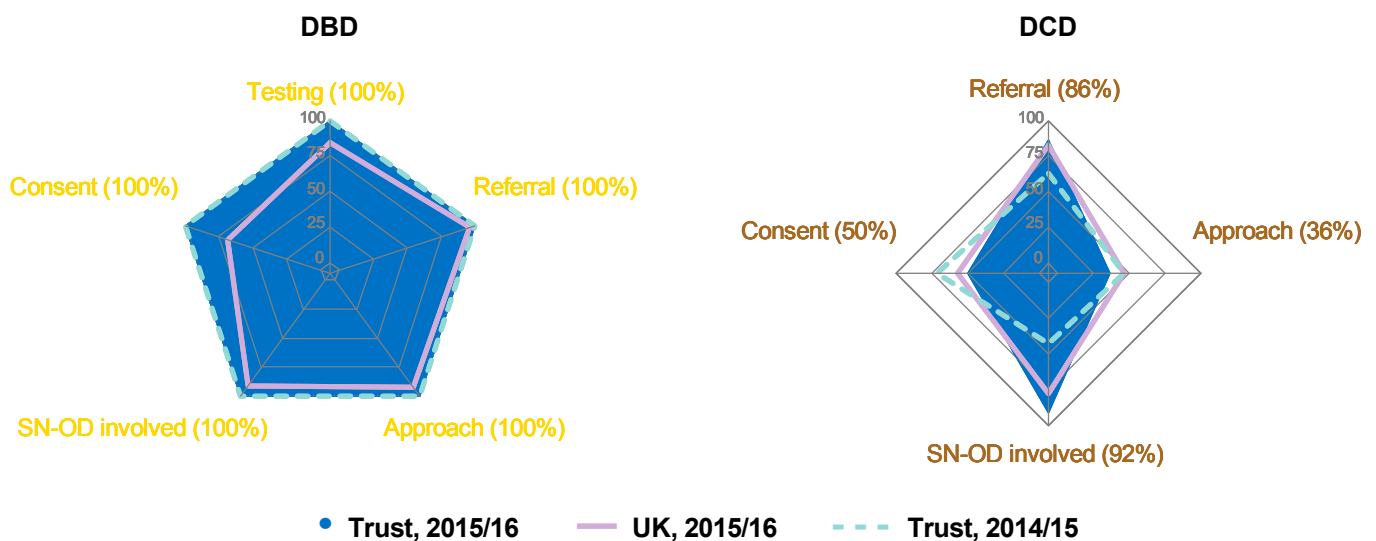 DBD
Testing (100%)
100
75
50
25
0
Consent (100%)
Referral (100%)
SN-OD involved (100%)
Approach (100%)
DCD
Referral (86%)
100
75
50
25
0
Consent (50%)
Approach (36%)
SN-OD involved (92%)
Trust, 2015/16
UK, 2015/16
Trust, 2014/15